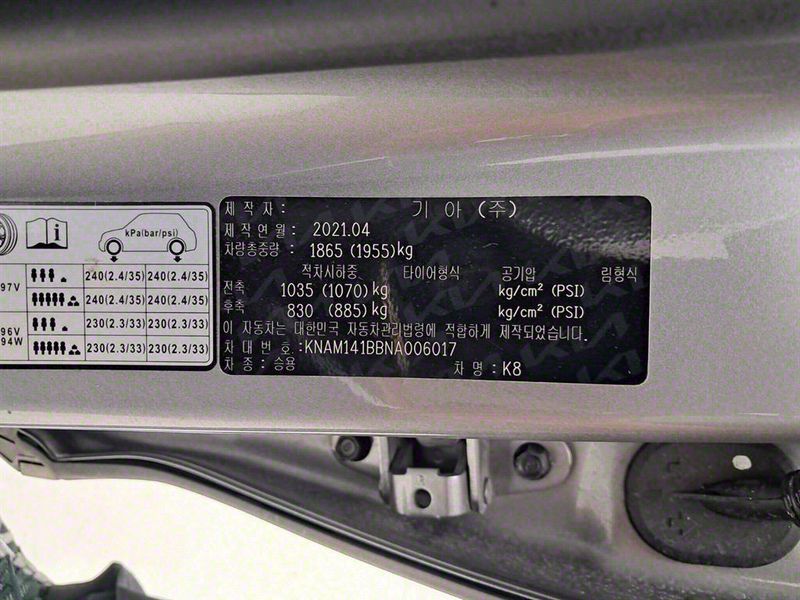 kPa(bar/psi)
97V
240(2.4/35) 240(2.4/35)
240(2.4/35) 240(2.4/35)
96V
94W
230(2.3/33) 230(2.3/33)
230(2.3/33) 230(2.3/33)
제 작 자 : 기 아 (주)
제 작 연 월 : 2021.04
차량총중량 : 1865 (1955)kg
적차시하중 타이어형식 공기압 림형식
전축 1035 (1070)kg kg/cm² (PSI)
후축 830 (885)kg kg/cm² (PSI)
이 자동차는 대한민국 자동차관리법령에 적합하게 제작되었습니다.
차 대 번 호 : KNAM141BBNA006017
차 종 : 승용 차 명 : K8